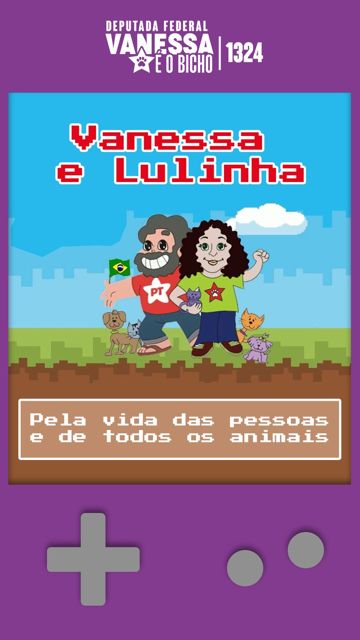 DEPUTADA FEDERAL
VANESSA
É O BICHO
1324
Vanessa
e Lulinha
PT
Pela vida das pessoas
e de todos os animais